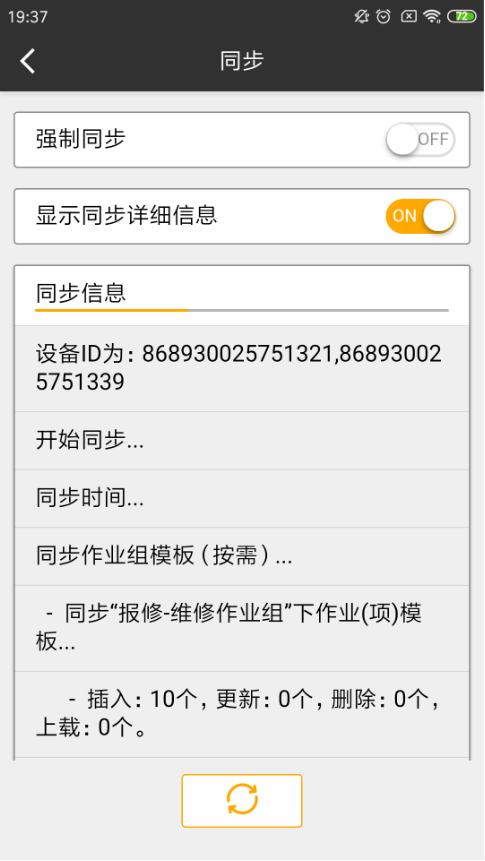 19:37
72
同步
强制同步
OFF
显示同步详细信息
ON
同步信息
设备ID为：868930025751321,86893002
5751339
开始同步...
同步时间...
同步作业组模板（按需）...
- 同步“报修-维修作业组”下作业(项)模
板...
- 插入：10个，更新：0个，删除：0个，
上载：0个。